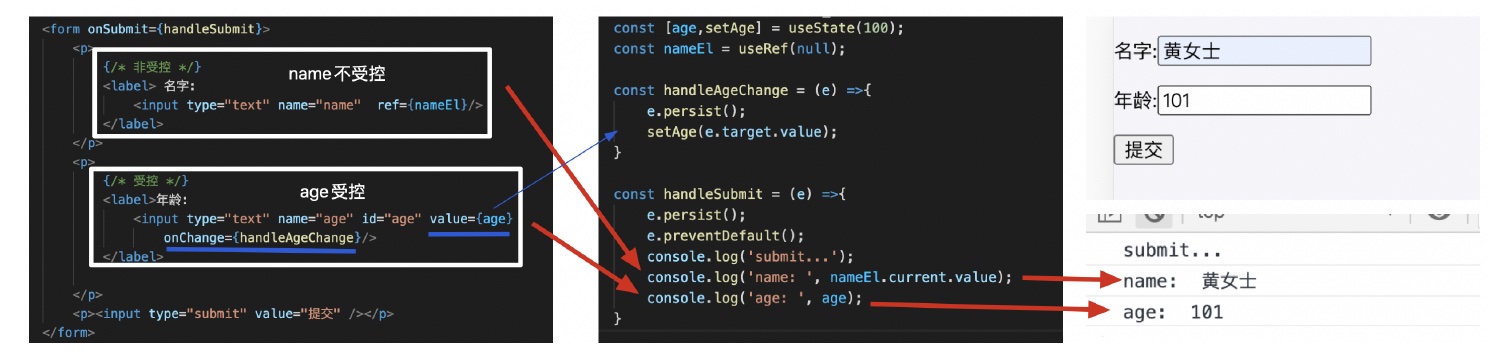 <form onSubmit={handleSubmit}>
<p>
{/* 非受控 */}
name不受控
<label> 名字:
<input type="text" name="name" ref={nameEl}/>
</label>
</p>
<p>
{/* 受控 */}
age受控
<label>年龄:
<input type="text" name="age" id="age" value={age}
onChange={handleAgeChange}/>
</label>
</p>
<p><input type="submit" value="提交" /></p>
</form>
const [age,setAge] = useState(100);
const nameEl = useRef(null);
const handleAgeChange = (e) =>{
e.persist();
setAge(e.target.value);
}
const handleSubmit = (e) =>{
e.persist();
e.preventDefault();
console.log('submit...');
console.log('name: ', nameEl.current.value);
console.log('age: ', age);
}
名字:黄女士
年龄:101
提交
submit...
name: 黄女士
age: 101